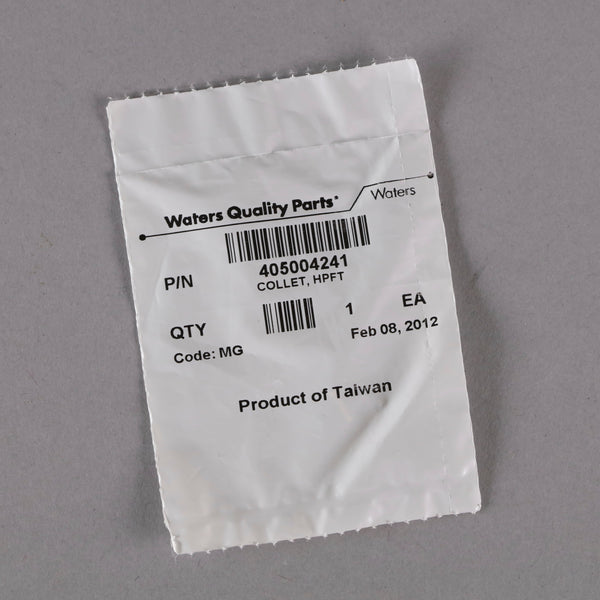 Waters Quality Parts®
Waters
P/N
405004241
COLLET, HPFT
QTY
1
EA
Code: MG
Feb 08, 2012
Product of Taiwan